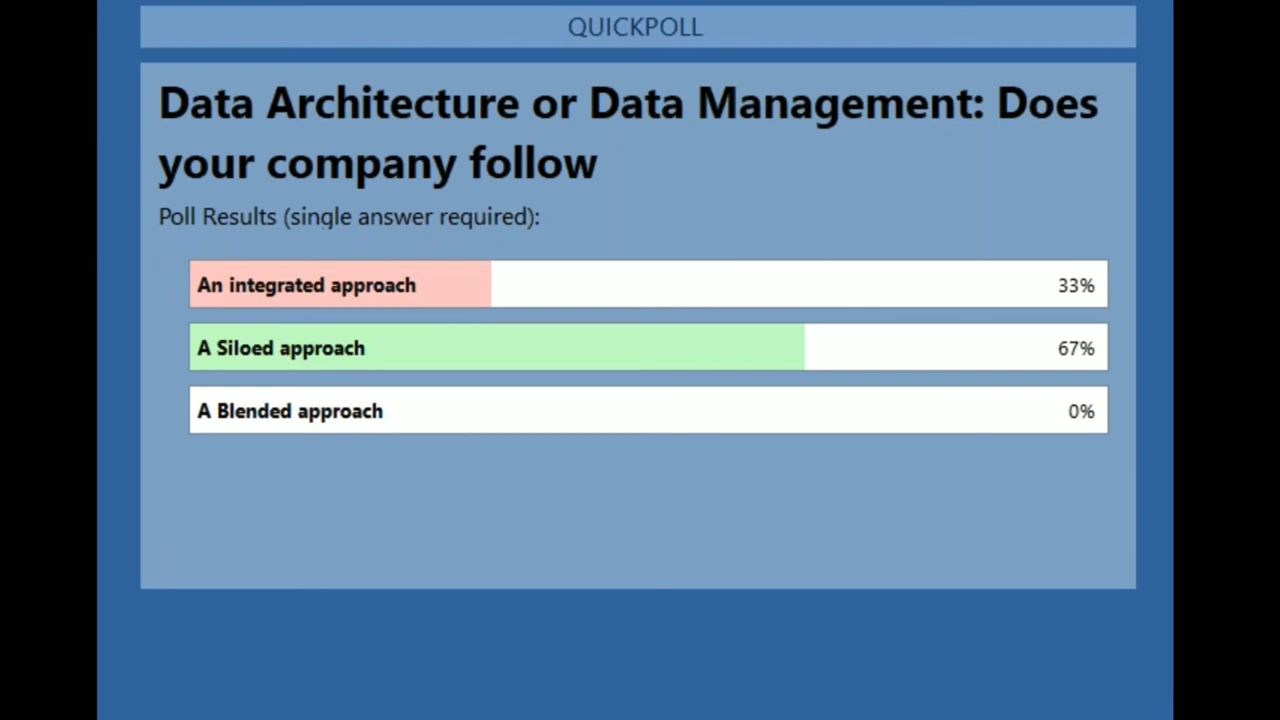 QUICKPOLL
Data Architecture or Data Management: Does
your company follow
Poll Results (single answer required):
An integrated approach 33%
A Siloed approach 67%
A Blended approach 0%